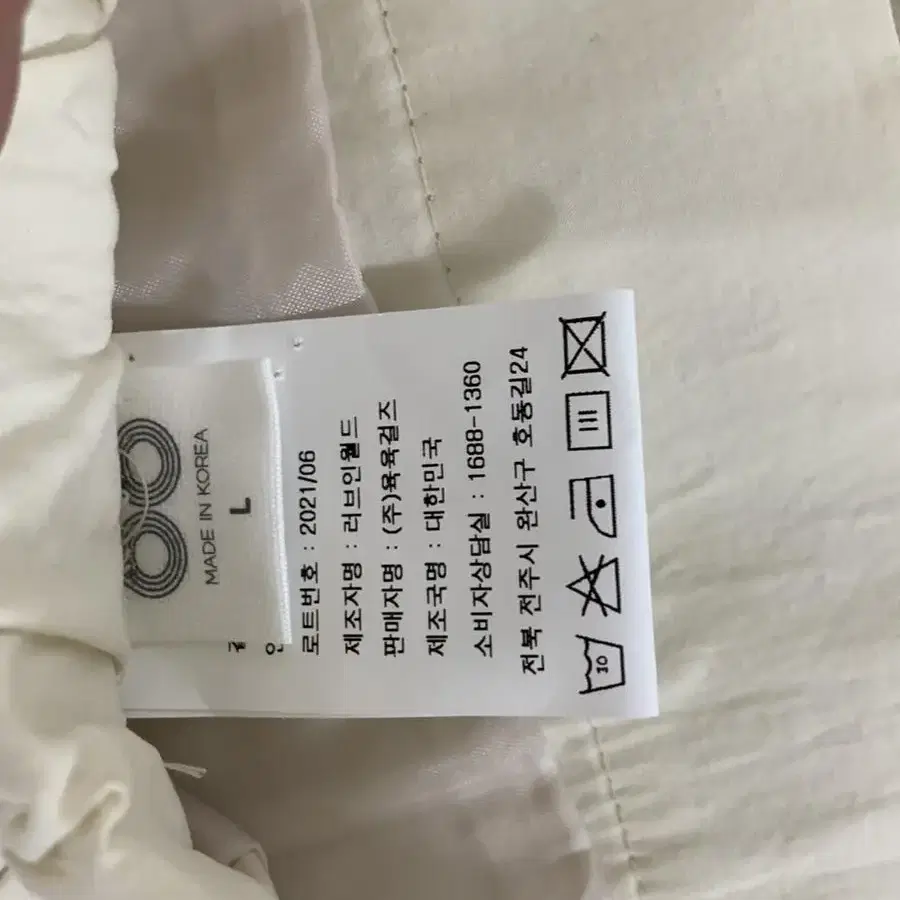 MADE IN KOREA
L
로트번호 : 2021/06
제조자명 : 러브인월드
판매자명 : (주)육육걸즈
제조국명 : 대한민국
소비자상담실 : 1688-1360
전북 전주시 완산구 호동길24
30